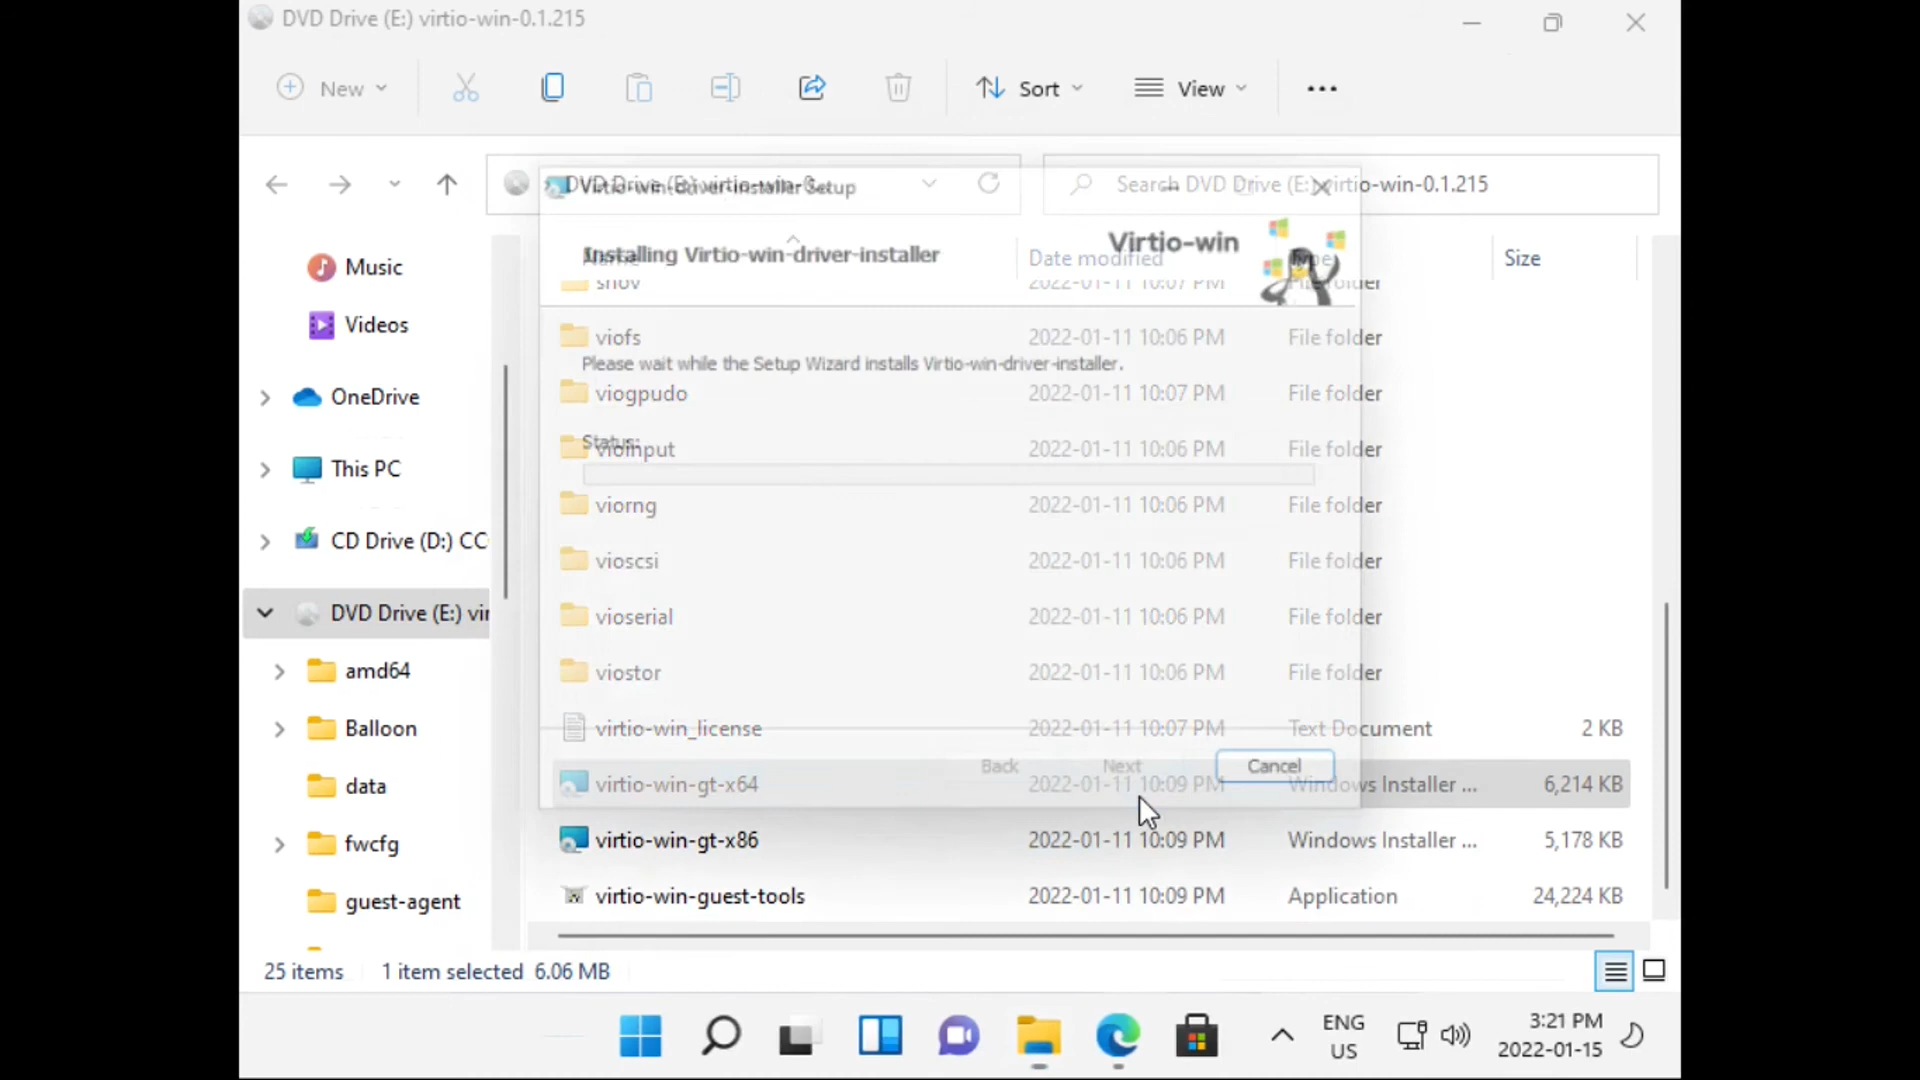 DVD Drive (E:) virtio-win-0.1.215
New
Sort
View
DVD Drive (E:) virtio-win-0
Search DVD Drive (E:) virtio-win-0.1.215
Virtio-win-driver-installer Setup
Installing Virtio-win-driver-installer
Virtio-win
Name
Date modified
Type
Size
2022-01-11 10:07 PM
File folder
Music
Videos
OneDrive
This PC
CD Drive (D:) CC
DVD Drive (E:) vir
amd64
Balloon
data
fwcfg
guest-agent
viofs 2022-01-11 10:06 PM File folder
Please wait while the Setup Wizard installs Virtio-win-driver-installer.
viogpudo 2022-01-11 10:07 PM File folder
Status:
vioinput 2022-01-11 10:06 PM File folder
viorng 2022-01-11 10:06 PM File folder
vioscsi 2022-01-11 10:06 PM File folder
vioserial 2022-01-11 10:06 PM File folder
viostor 2022-01-11 10:06 PM File folder
virtio-win_license 2022-01-11 10:07 PM Text Document 2 KB
Back
Next
Cancel
virtio-win-gt-x64 2022-01-11 10:09 PM Windows Installer ... 6,214 KB
virtio-win-gt-x86 2022-01-11 10:09 PM Windows Installer ... 5,178 KB
virtio-win-guest-tools 2022-01-11 10:09 PM Application 24,224 KB
25 items 1 item selected 6.06 MB
ENG
US
3:21 PM
2022-01-15